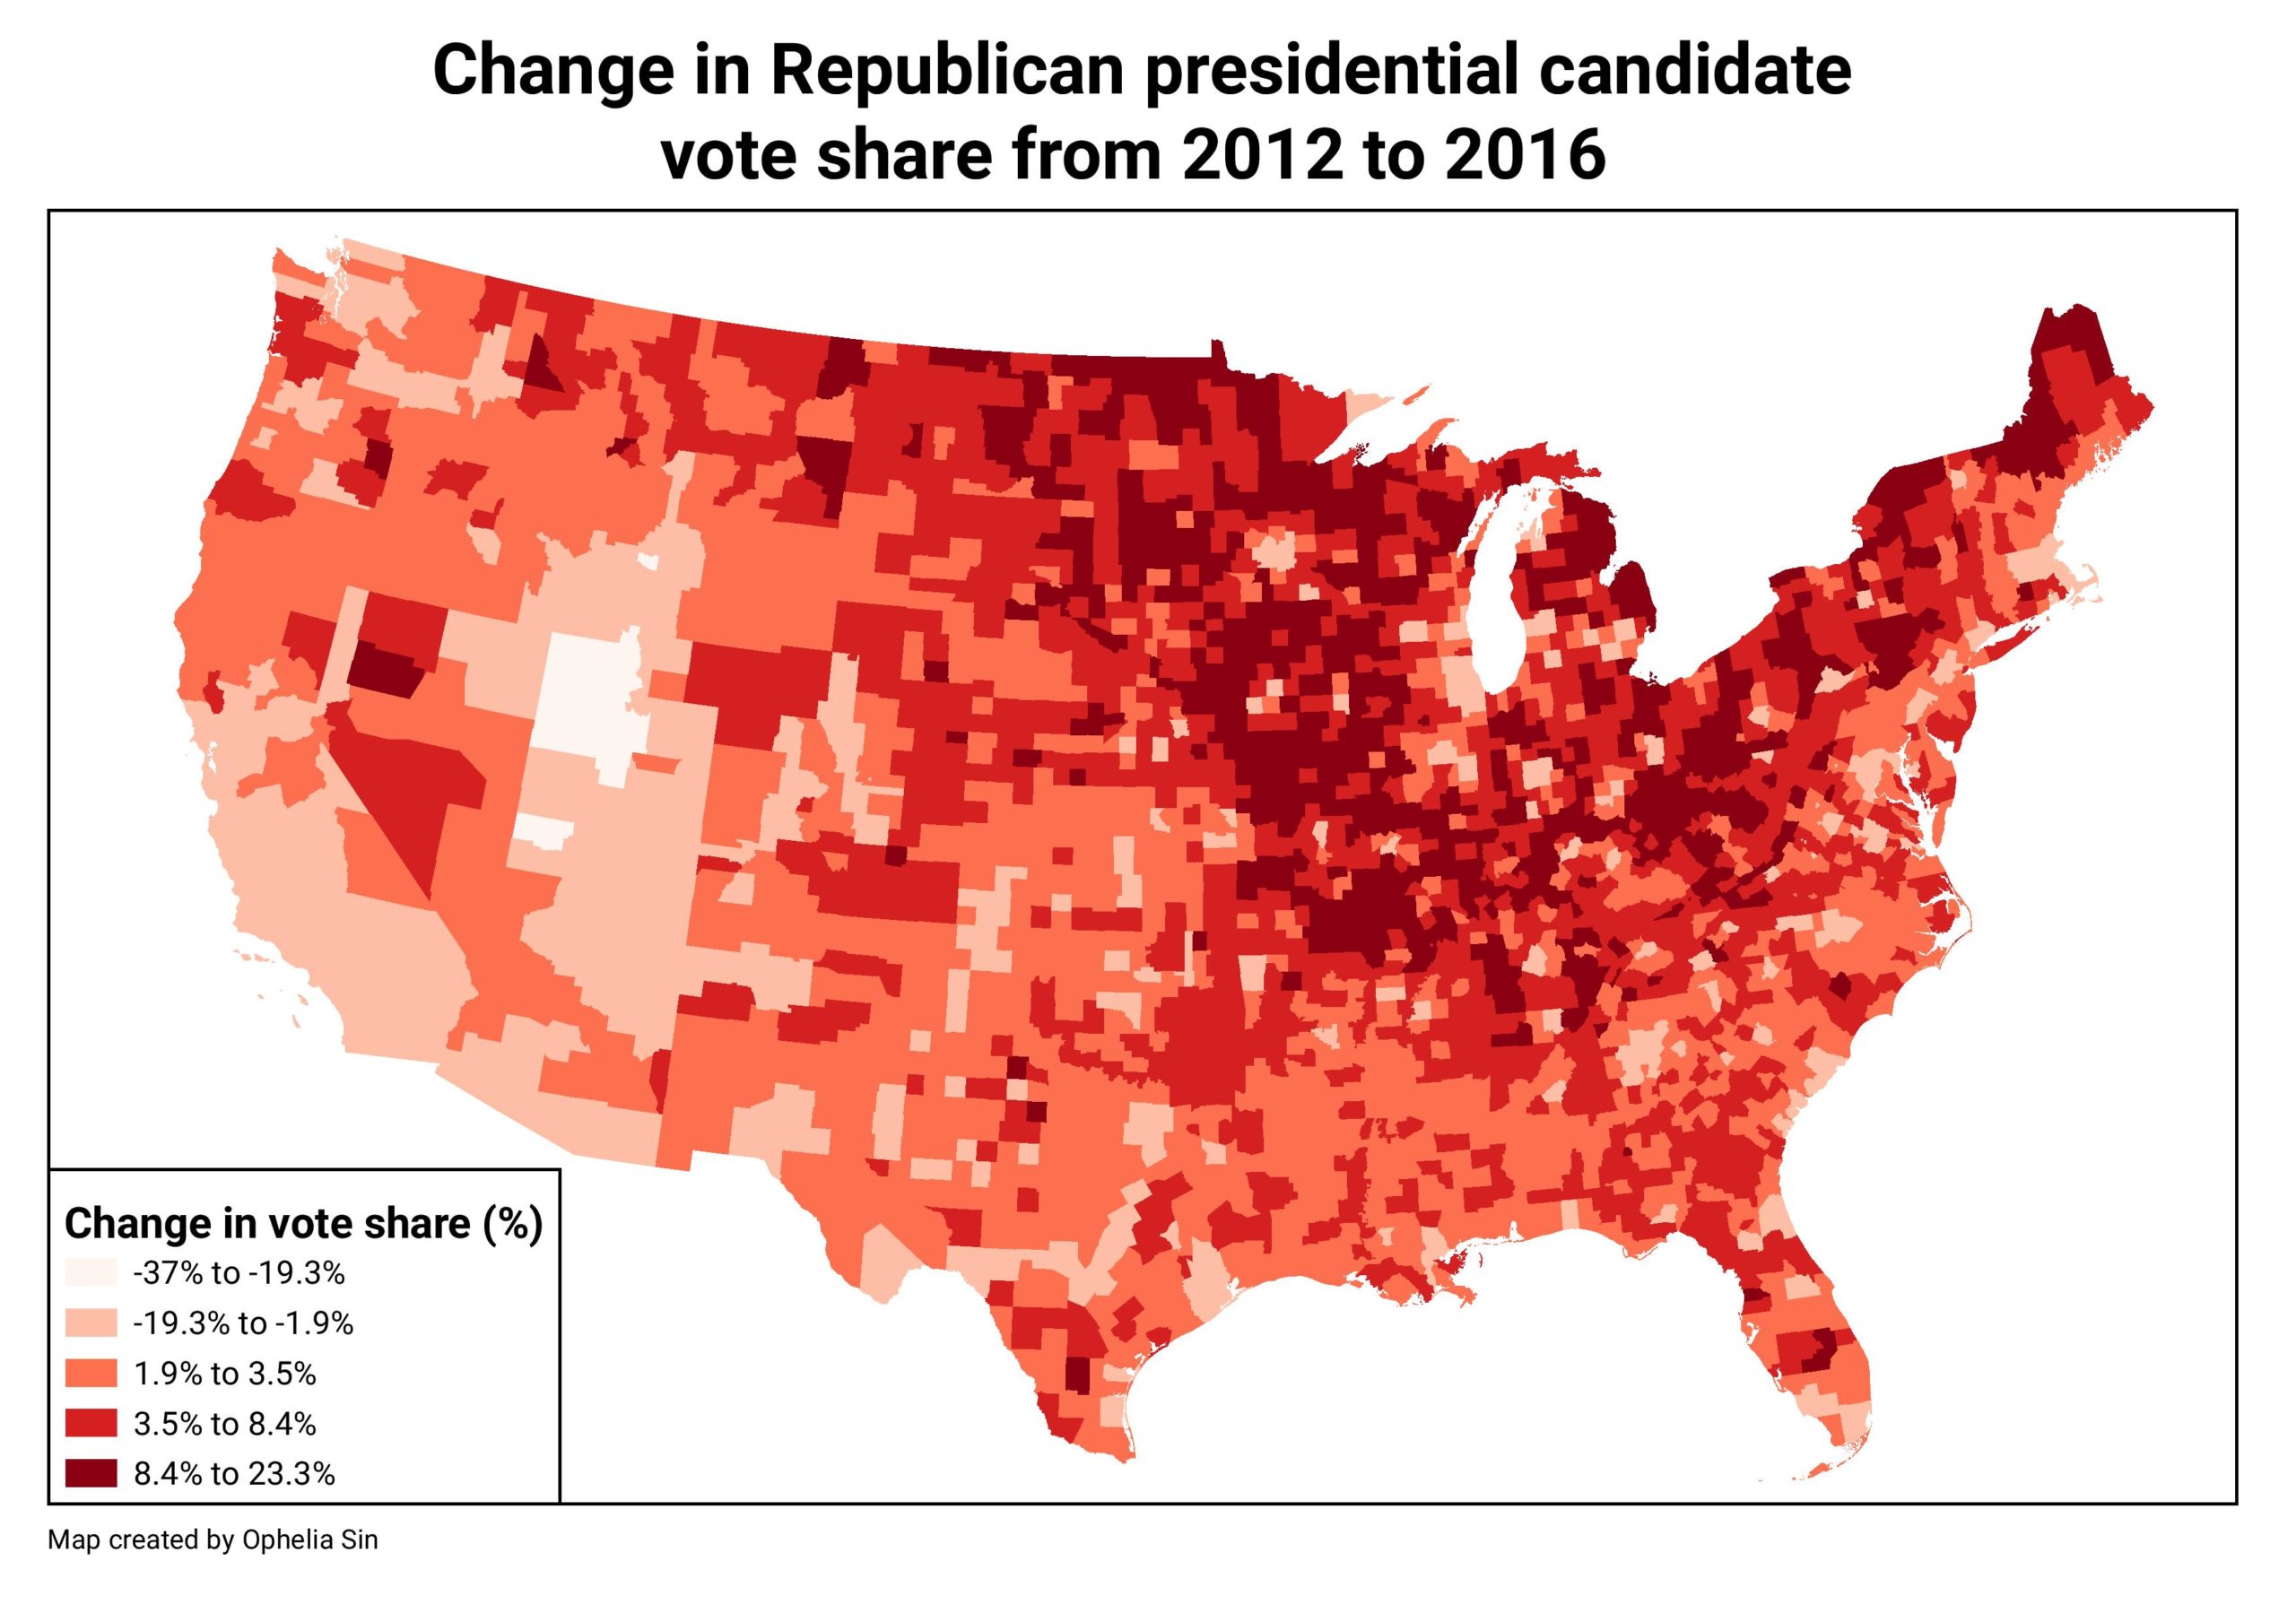 Change in Republican presidential candidate
vote share from 2012 to 2016
Change in vote share (%)
-37% to -19.3%
-19.3% to -1.9%
1.9% to 3.5%
3.5% to 8.4%
8.4% to 23.3%
Map created by Ophelia Sin